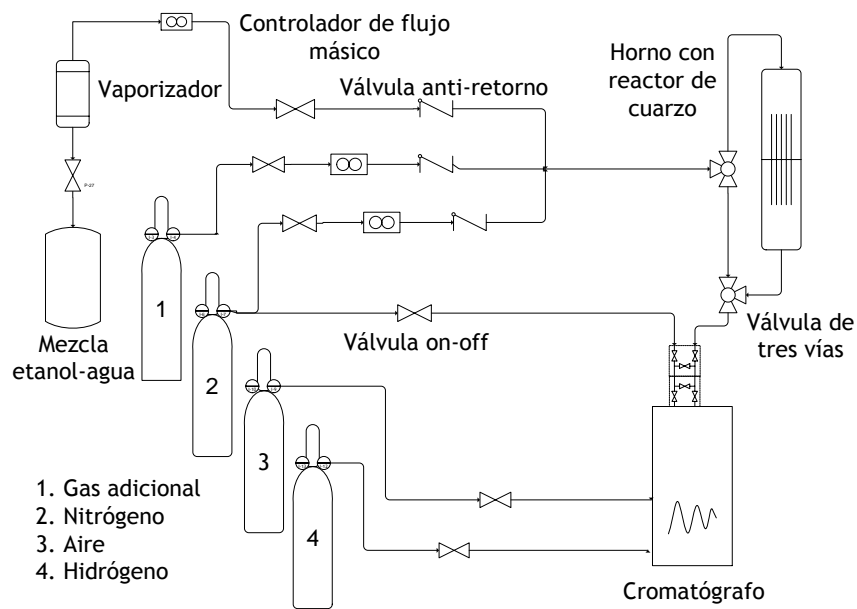 Controlador de flujo
másico
Vaporizador
Válvula anti-retorno
Horno con
reactor de
cuarzo
P-27
Mezcla
etanol-agua
1
2
3
4
Válvula on-off
Válvula de
tres vías
1. Gas adicional
2. Nitrógeno
3. Aire
4. Hidrógeno
Cromatógrafo